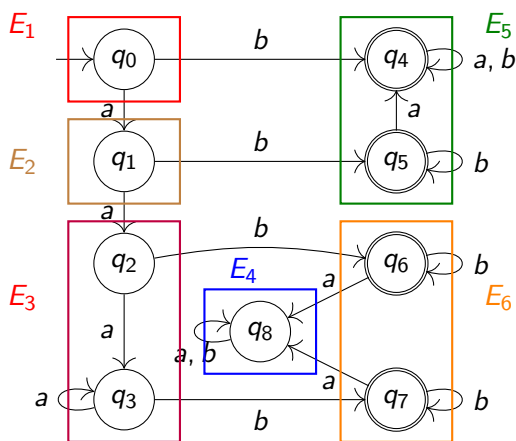 E1 q0 b q4 a, b E5
a a
E2 q1 b q5 b
a
q2 b q6 b
E4 a
E3 a q8 E6
a, b
a q3 b a q7 b